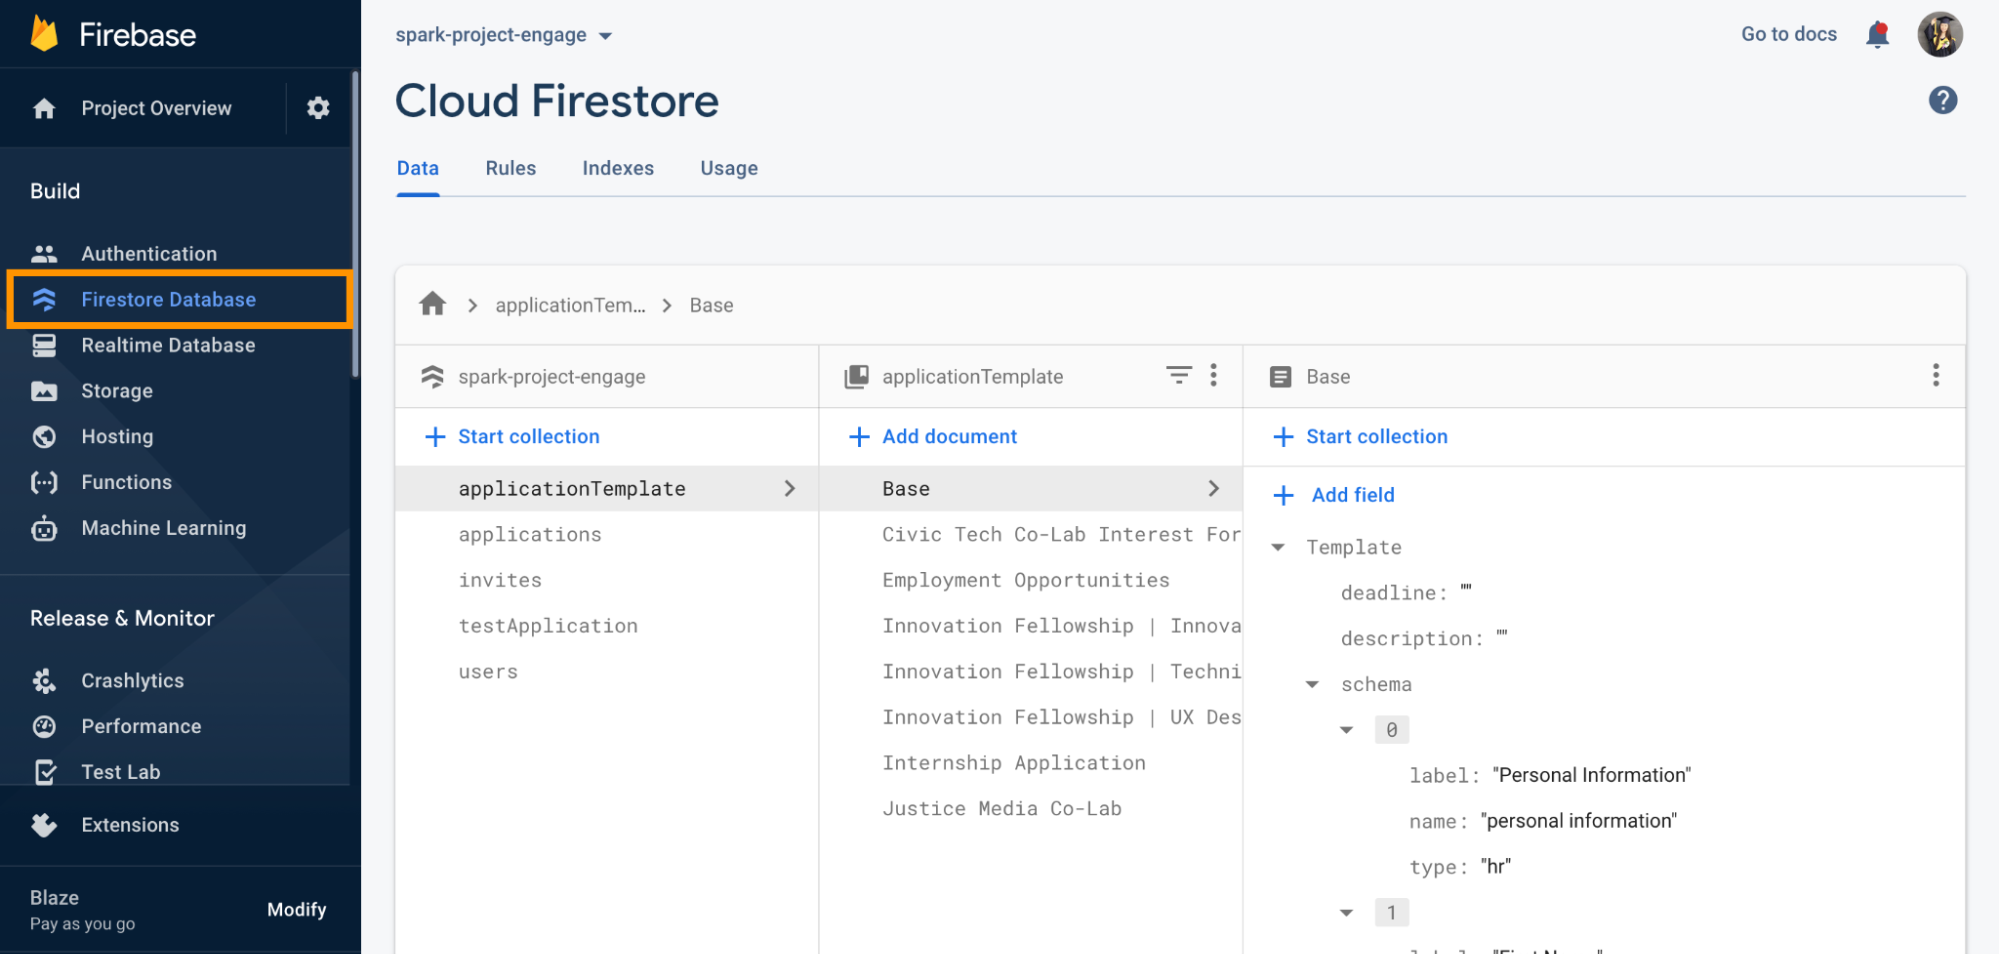 Firebase
Project Overview
Build
Authentication
Firestore Database
Realtime Database
Storage
Hosting
Functions
Machine Learning
Release & Monitor
Crashlytics
Performance
Test Lab
Extensions
Blaze
Pay as you go
Modify
spark-project-engage
Go to docs
Cloud Firestore
Data Rules Indexes Usage
applicationTem... Base
spark-project-engage
Start collection
applicationTemplate
applications
invites
testApplication
users
applicationTemplate
Add document
Base
Civic Tech Co-Lab Interest For
Employment Opportunities
Innovation Fellowship | Innova
Innovation Fellowship | Techni
Innovation Fellowship | UX Des
Internship Application
Justice Media Co-Lab
Base
Start collection
Add field
Template
deadline: ""
description: ""
schema
0
label: "Personal Information"
name: "personal information"
type: "hr"
1